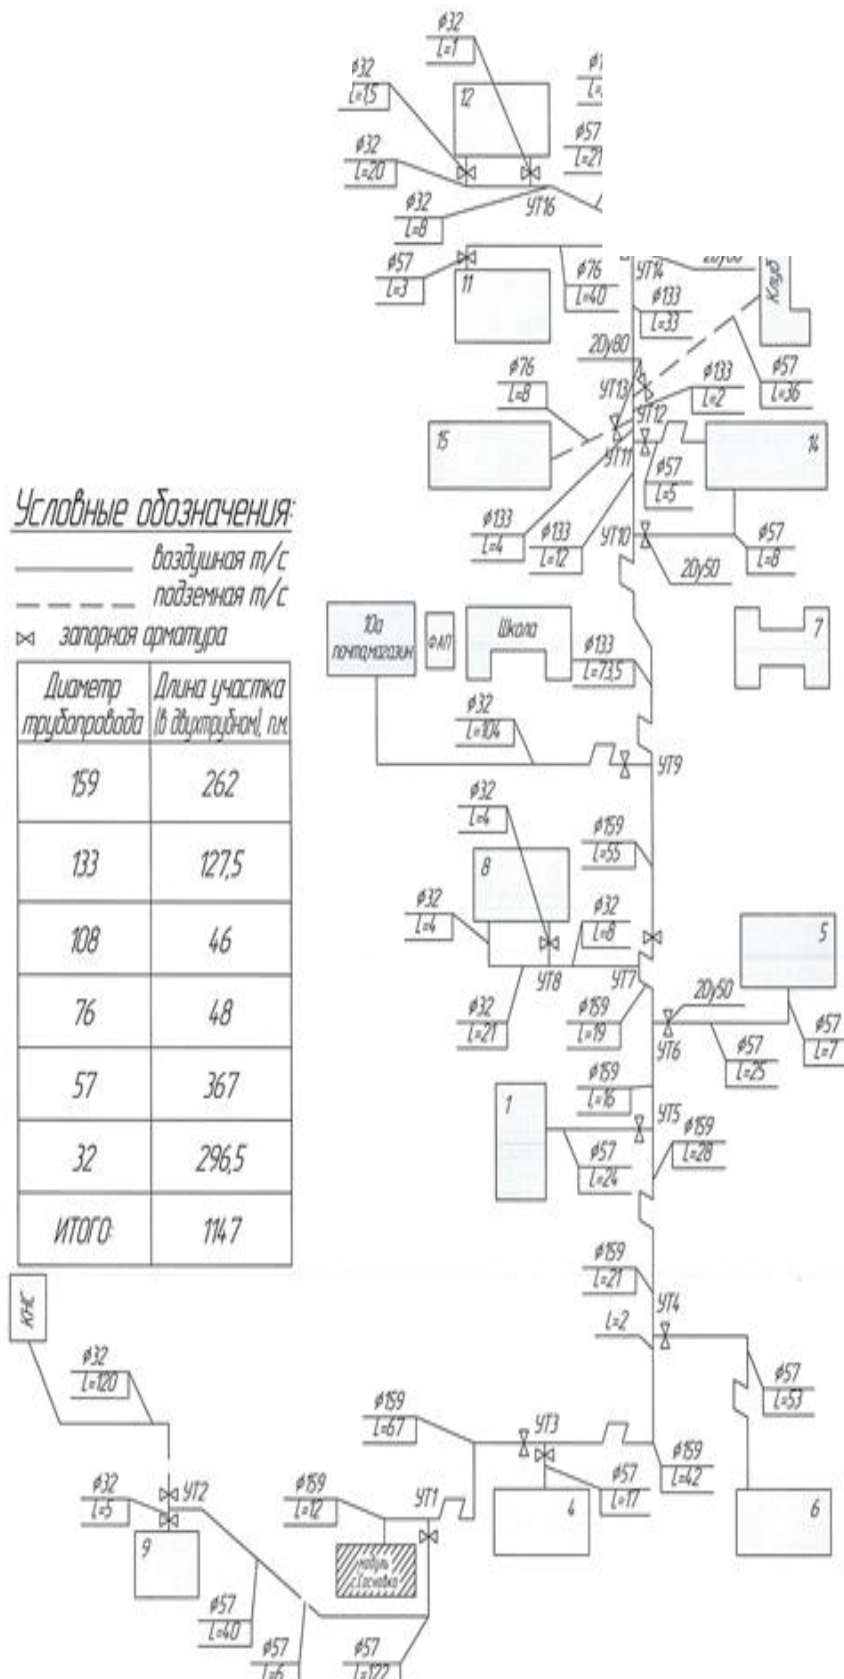 ø32
L=1
ø32
L=1,5
12
ø57
ø32
L=20
УТ16
ø32
L=8
ø57
L=3
11
ø76
L=40
УТ14
ø133
L=33
Клуб
2Dу80
ø76
L=8
УТ13
УТ12
ø133
L=2
ø57
L=36
15
УТ11
14
ø57
L=5
ø133
L=4
ø133
L=12
УТ10
2Dу50
ø57
L=8
Условные обозначения:
воздушная т/с
подземная т/с
запорная арматура
10а
почта,магазин
ФАП
Школа
7
ø133
L=73,5
Диаметр трубопровода
Длина участка (в двухтрубном), п.м.
159 262
133 127,5
108 46
76 48
57 367
32 296,5
ИТОГО: 1147
ø32
L=104
УТ9
ø32
L=4
ø159
L=55
8
ø32
L=4
ø32
L=8
5
УТ8
УТ7
2Dу50
ø32
L=21
ø159
L=19
УТ6
ø57
L=25
ø57
L=7
ø159
L=16
1
УТ5
ø57
L=24
ø159
L=28
ø159
L=21
УТ4
L=2
КНС
ø32
L=120
ø57
L=53
ø159
L=67
УТ3
ø159
L=42
ø32
L=5
УТ2
ø159
L=12
УТ1
ø57
L=17
4
6
9
модуль
с.Сосновка
ø57
L=40
ø57
L=6
ø57
L=122